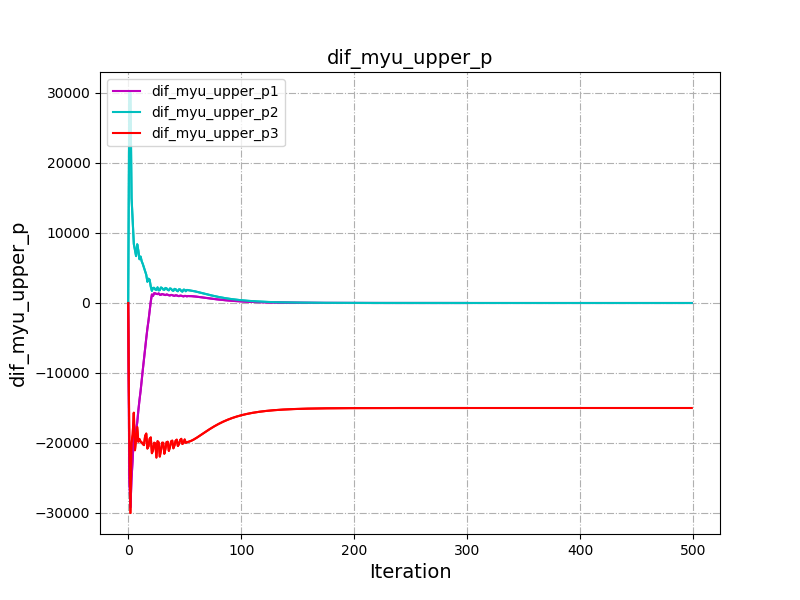 dif_myu_upper_p
dif_myu_upper_p1
dif_myu_upper_p2
dif_myu_upper_p3
dif_myu_upper_p
30000
20000
10000
0
−10000
−20000
−30000
0 100 200 300 400 500
Iteration